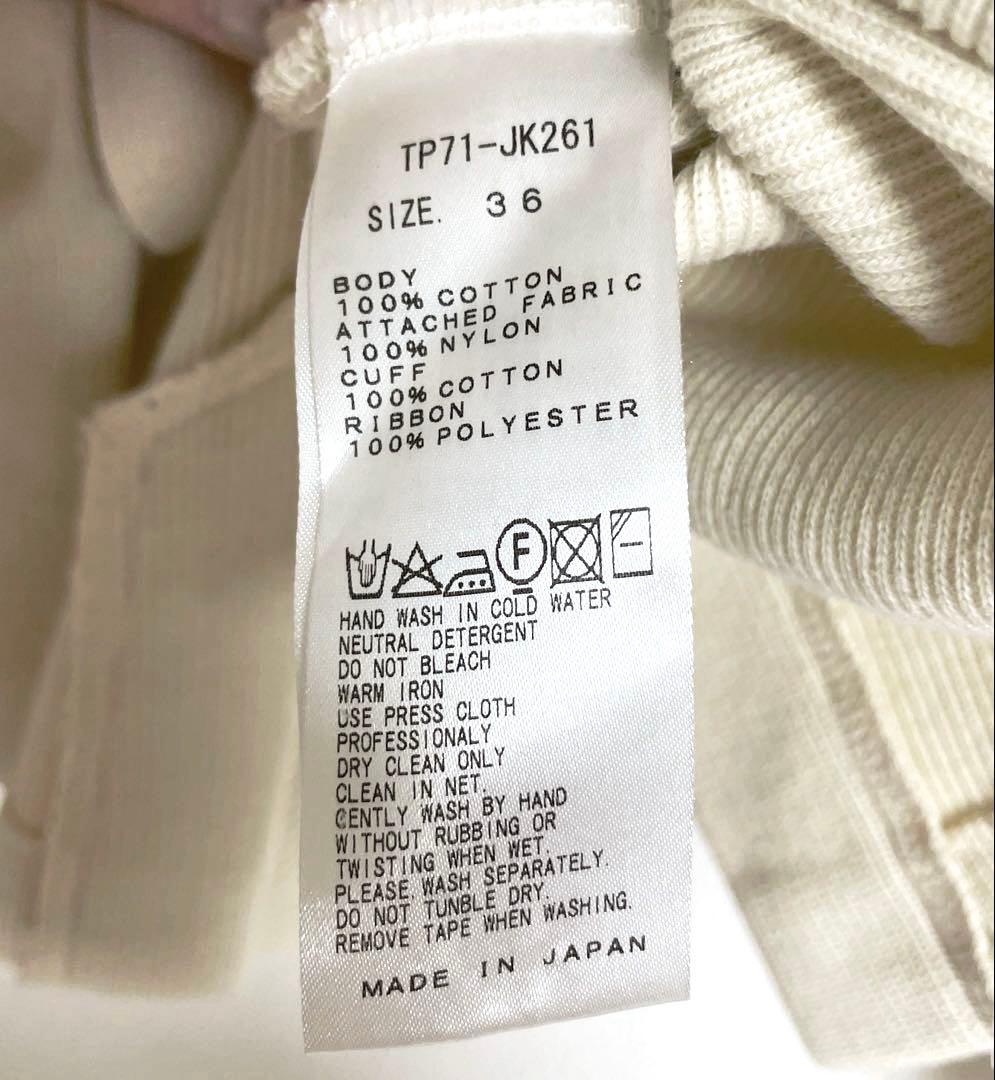 TP71-JK261
SIZE. 36
BODY
100% COTTON
ATTACHED FABRIC
100% NYLON
CUFF
100% COTTON
RIBBON
100% POLYESTER
F
HAND WASH IN COLD WATER
NEUTRAL DETERGENT
DO NOT BLEACH
WARM IRON
USE PRESS CLOTH
PROFESSIONALY
DRY CLEAN ONLY
CLEAN IN NET.
GENTLY WASH BY HAND
WITHOUT RUBBING OR
TWISTING WHEN WET.
PLEASE WASH SEPARATELY.
DO NOT TUNBLE DRY.
REMOVE TAPE WHEN WASHING.
MADE IN JAPAN